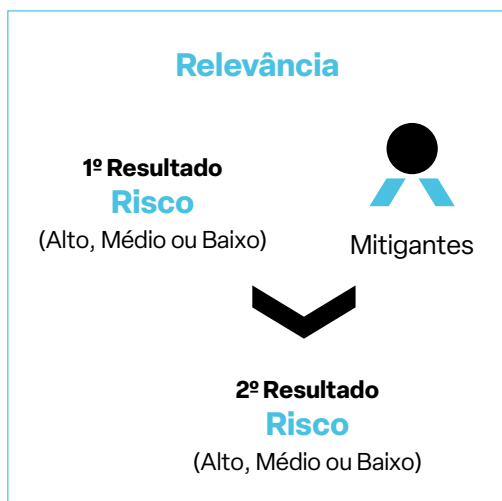 Relevância
1º Resultado
Risco
(Alto, Médio ou Baixo)
Mitigantes
2º Resultado
Risco
(Alto, Médio ou Baixo)